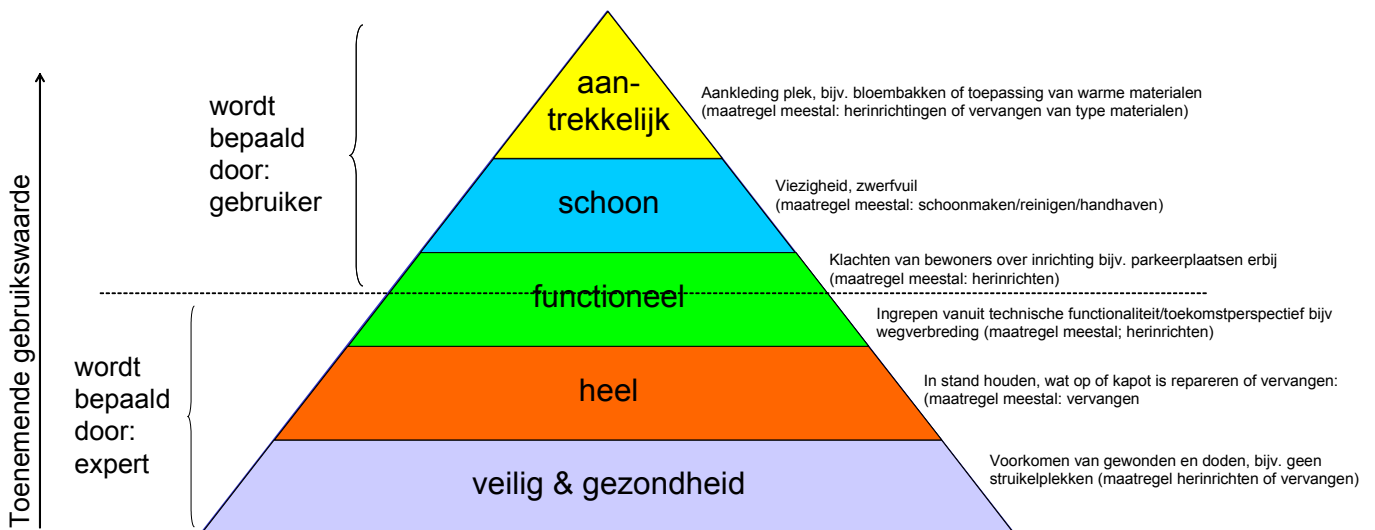 Toenemende gebruikswaarde
wordt
bepaald
door:
gebruiker
wordt
bepaald
door:
expert
aan-
trekkelijk
schoon
functioneel
heel
veilig & gezondheid
Aankleding plek, bijv. bloembakken of toepassing van warme materialen
(maatregel meestal: herinrichtingen of vervangen van type materialen)
Viezigheid, zwerfvuil
(maatregel meestal: schoonmaken/reinigen/handhaven)
Klachten van bewoners over inrichting bijv. parkeerplaatsen erbij
(maatregel meestal: herinrichten)
Ingrepen vanuit technische functionaliteit/toekomstperspectief bijv
wegverbreding (maatregel meestal; herinrichten)
In stand houden, wat op of kapot is repareren of vervangen:
(maatregel meestal: vervangen
Voorkomen van gewonden en doden, bijv. geen
struikelplekken (maatregel herinrichten of vervangen)